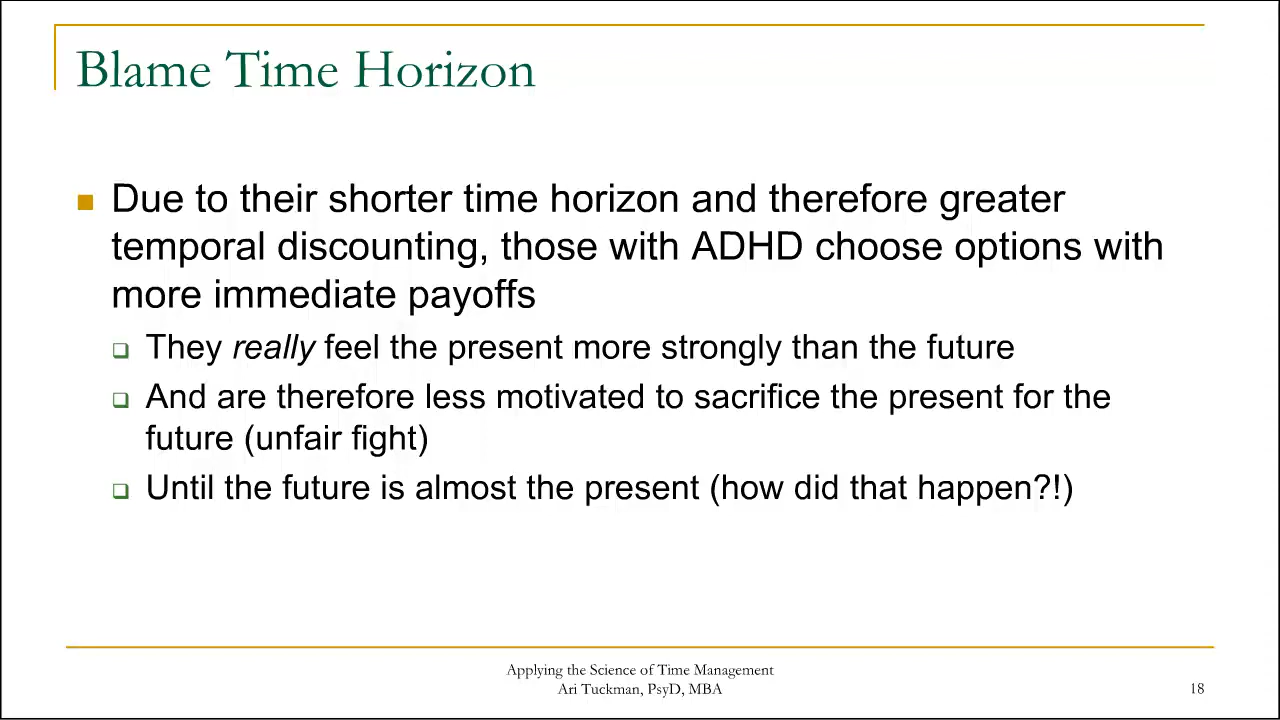 Blame Time Horizon
Due to their shorter time horizon and therefore greater
temporal discounting, those with ADHD choose options with
more immediate payoffs
They really feel the present more strongly than the future
And are therefore less motivated to sacrifice the present for the
future (unfair fight)
Until the future is almost the present (how did that happen?!)
Applying the Science of Time Management
Ari Tuckman, PsyD, MBA
18